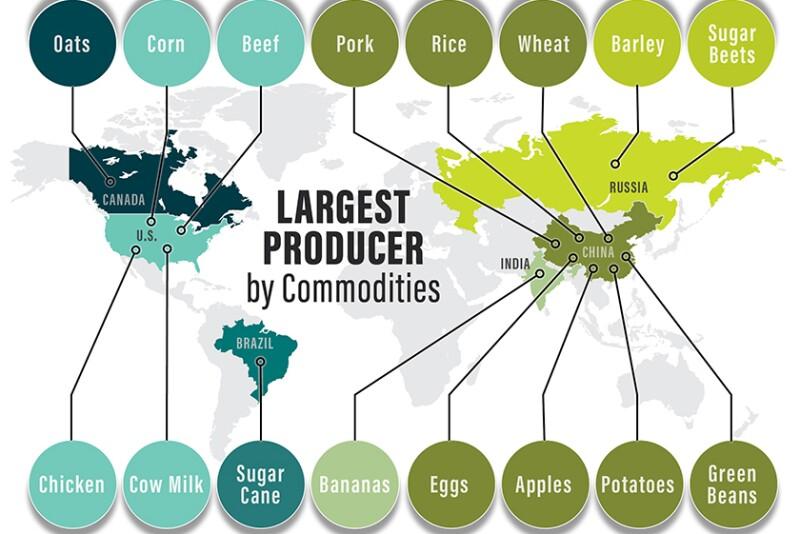 Oats
Corn
Beef
Pork
Rice
Wheat
Barley
Sugar
Beets
CANADA
U.S.
RUSSIA
LARGEST
PRODUCER
by Commodities
INDIA
CHINA
BRAZIL
Chicken
Cow Milk
Sugar
Cane
Bananas
Eggs
Apples
Potatoes
Green
Beans